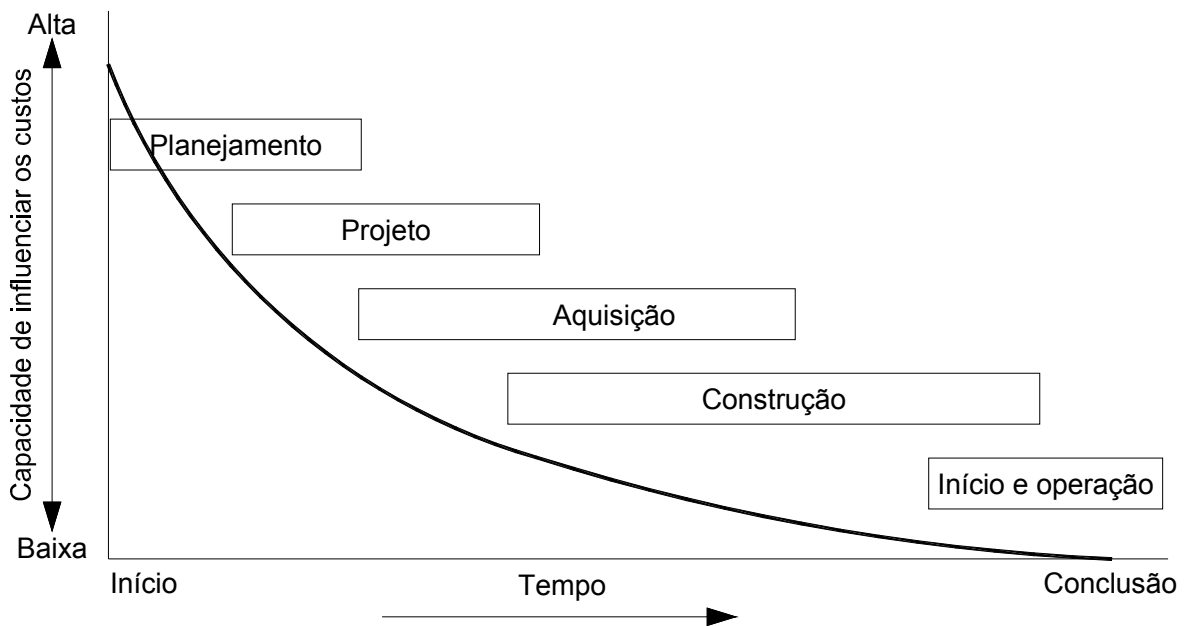 Alta
Capacidade de influenciar os custos
Planejamento
Projeto
Aquisição
Construção
Início e operação
Baixa
Início
Tempo
Conclusão